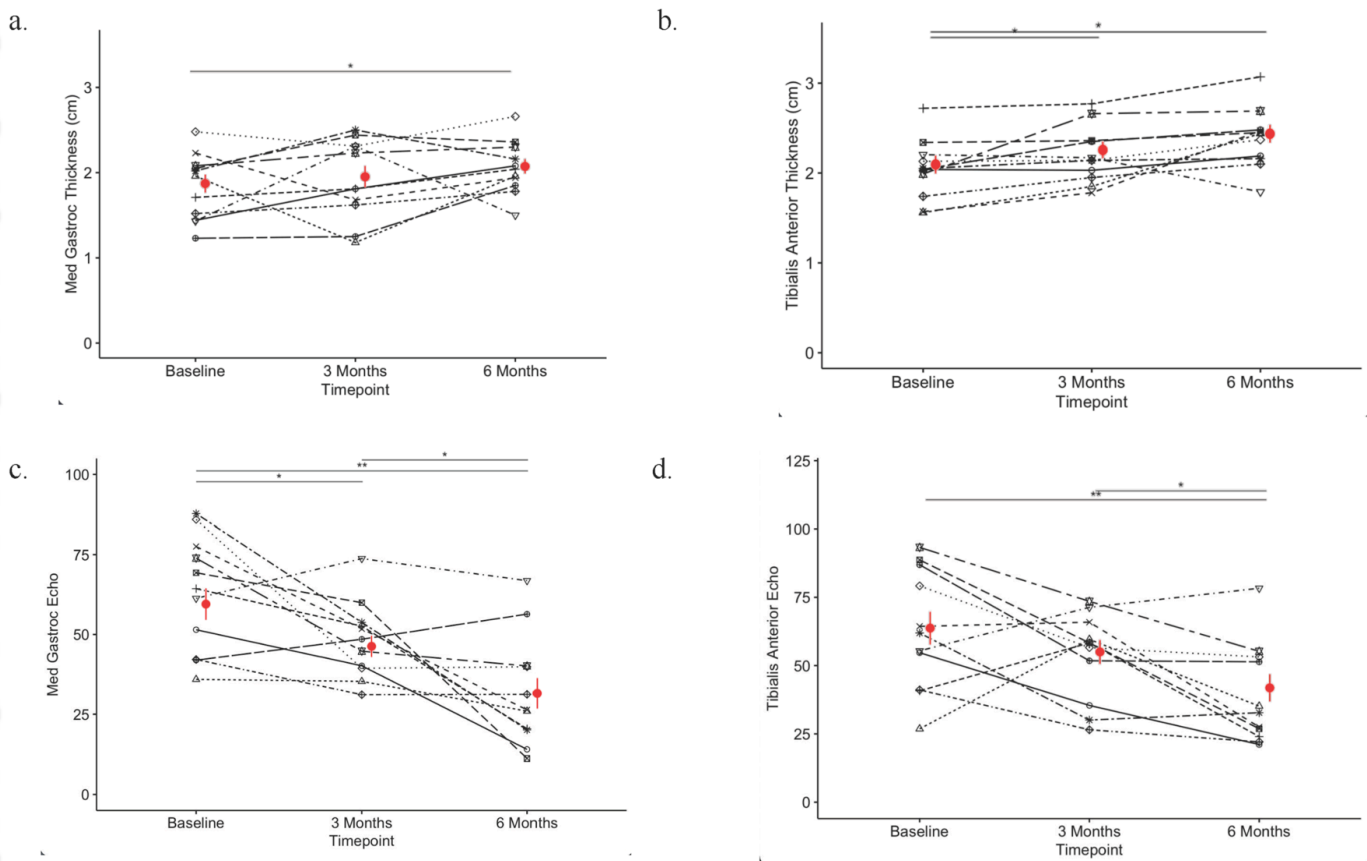 a.
*
Med Gastroc Thickness (cm)
3
2
1
0
Baseline
3 Months
6 Months
Timepoint
b.
*
*
Tibialis Anterior Thickness (cm)
3
2
1
0
Baseline
3 Months
6 Months
Timepoint
c.
*
**
*
Med Gastroc Echo
100
75
50
25
0
Baseline
3 Months
6 Months
Timepoint
d.
*
**
Tibialis Anterior Echo
125
100
75
50
25
0
Baseline
3 Months
6 Months
Timepoint